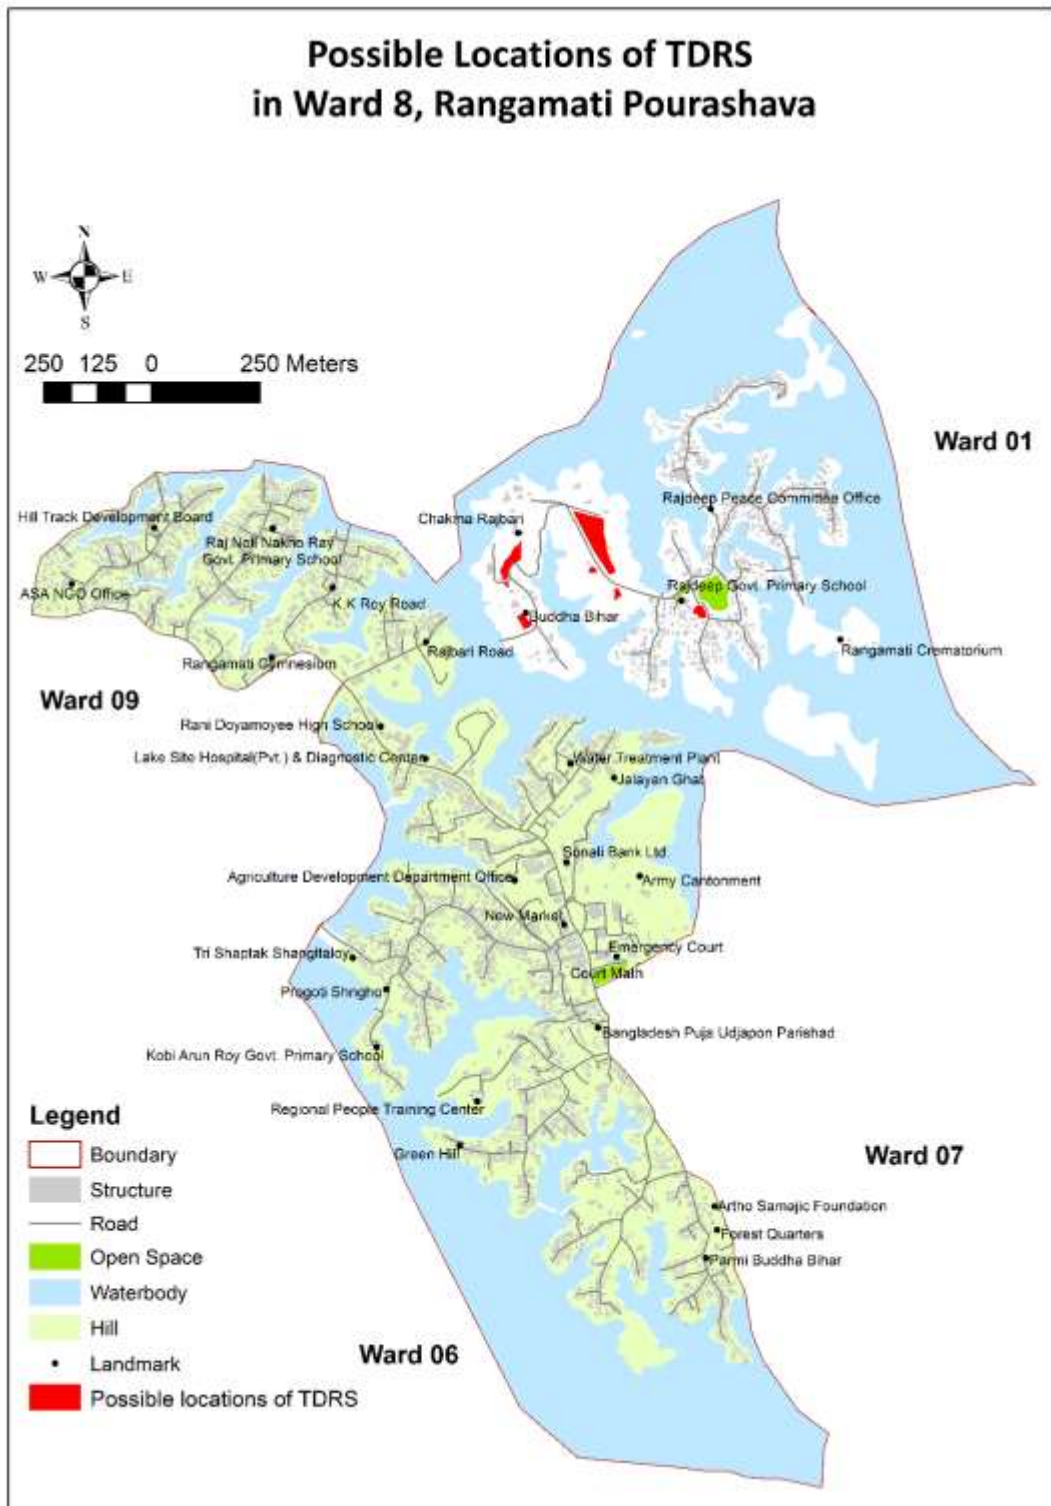 Possible Locations of TDRS
in Ward 8, Rangamati Pourashava
N
W E
S
250 125 0 250 Meters
Ward 01
Rajdeep Peace Committee Office
Chakma Rajbari
Hill Track Development Board
Raj Noli Nakho Ray
Govt. Primary School
Rajdeep Govt. Primary School
ASA NGO Office
K K Roy Road
Buddha Bihar
Rajbari Road
Rangamati Crematorium
Rangamati Gymnesium
Ward 09
Rani Doyamoyee High School
Lake Site Hospital(Pvt.) & Diagnostic Center
Water Treatment Plant
Jalayan Ghat
Sonali Bank Ltd.
Agriculture Development Department Office
Army Cantonment
New Market
Emergency Court
Tri Shaptak Shangitaloy
Court Math
Progoti Shngho
Bangladesh Puja Udjapon Parishad
Kobi Arun Roy Govt. Primary School
Regional People Training Center
Green Hill
Ward 07
Artho Samajic Foundation
Forest Quarters
Parmi Buddha Bihar
Ward 06
Legend
Boundary
Structure
Road
Open Space
Waterbody
Hill
Landmark
Possible locations of TDRS